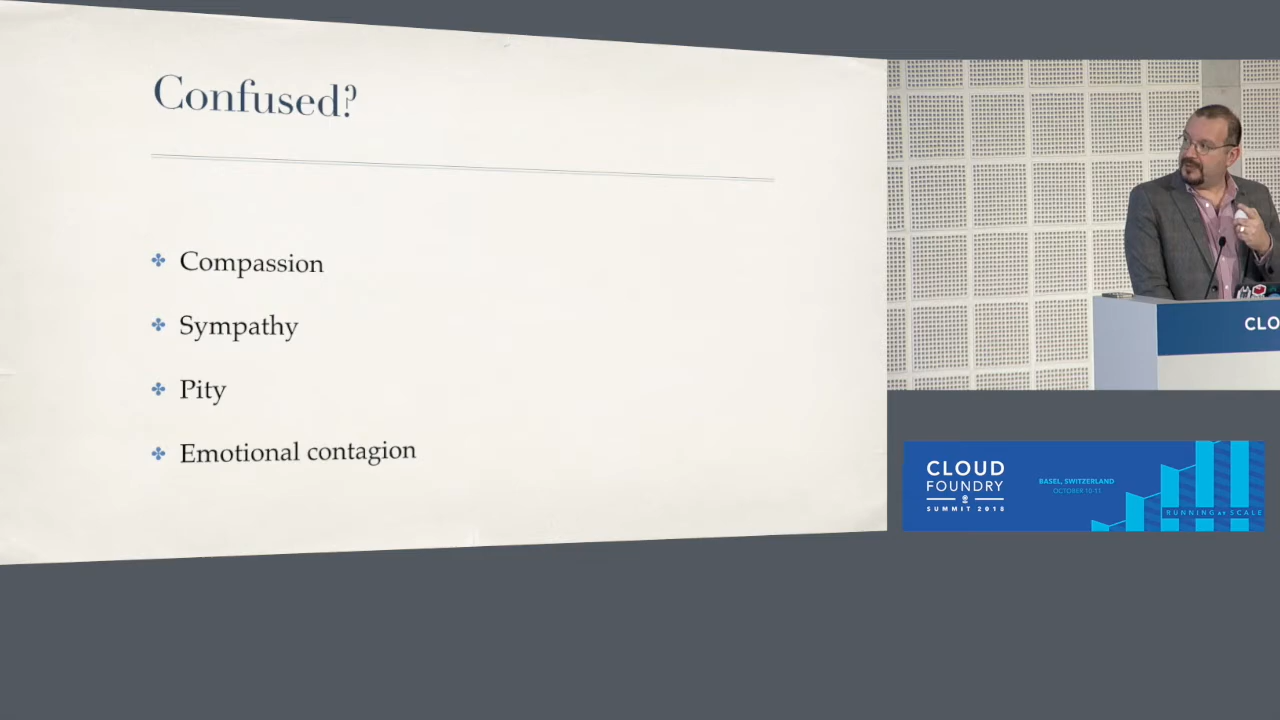 Confused?
Compassion
Sympathy
Pity
Emotional contagion
CLO
CLOUD
FOUNDRY
SUMMIT 2018
BASEL, SWITZERLAND
OCTOBER 10-11
RUNNING AT SCALE